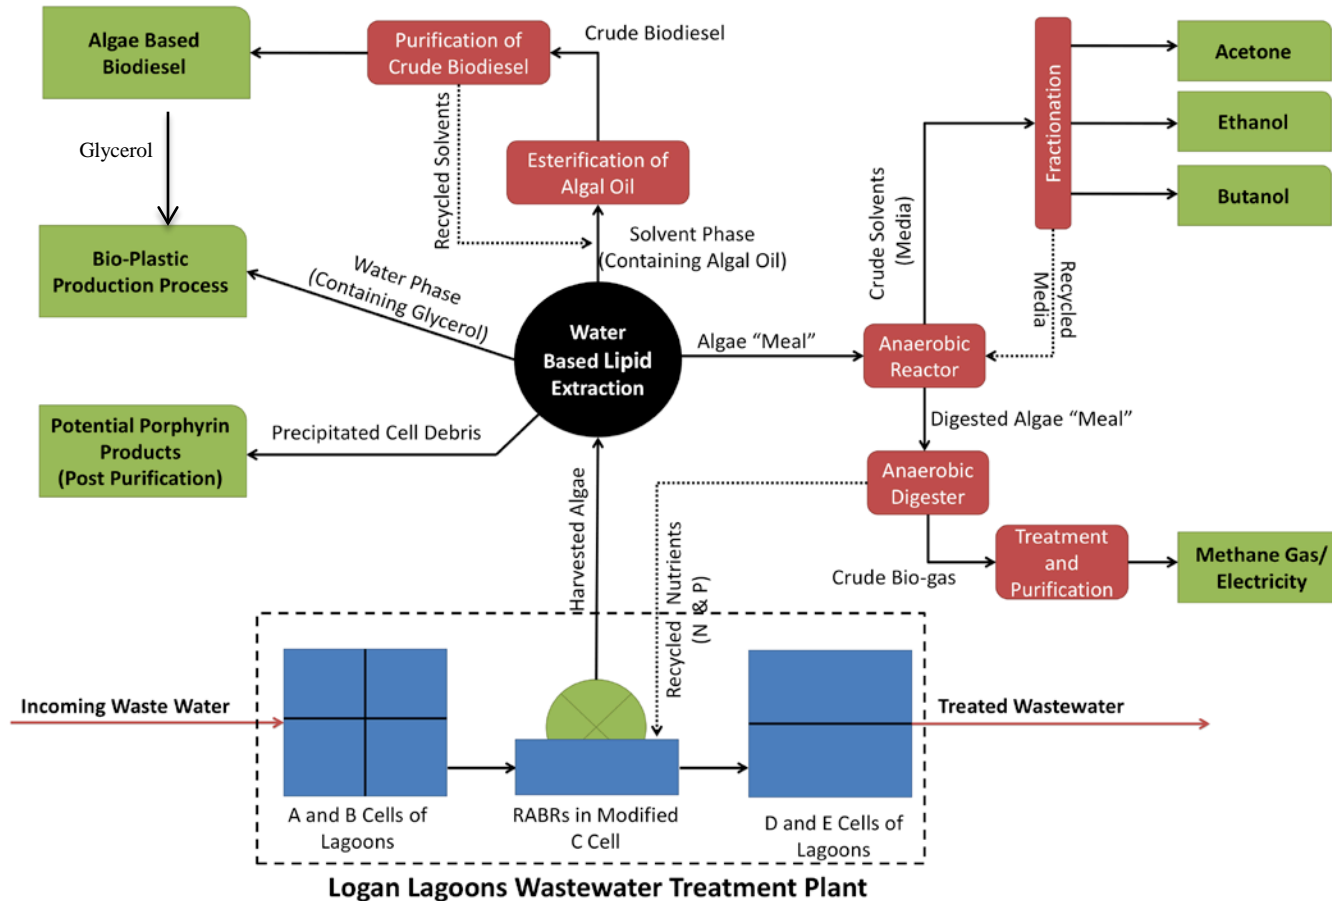 Algae Based
Biodiesel
Purification of
Crude Biodiesel
Crude Biodiesel
Fractionation
Acetone
Ethanol
Butanol
Glycerol
Recycled Solvents
Esterification of
Algal Oil
Solvent Phase
(Containing Algal Oil)
Crude Solvents
(Media)
Recycled
Media
Bio-Plastic
Production Process
Water Phase
(Containing Glycerol)
Water
Based Lipid
Extraction
Algae “Meal”
Anaerobic
Reactor
Potential Porphyrin
Products
(Post Purification)
Precipitated Cell Debris
Digested Algae “Meal”
Anaerobic
Digester
Harvested Algae
Recycled Nutrients
(N & P)
Crude Bio-gas
Treatment
and
Purification
Methane Gas/
Electricity
Incoming Waste Water
Treated Wastewater
A and B Cells of
Lagoons
RABRs in Modified
C Cell
D and E Cells of
Lagoons
Logan Lagoons Wastewater Treatment Plant